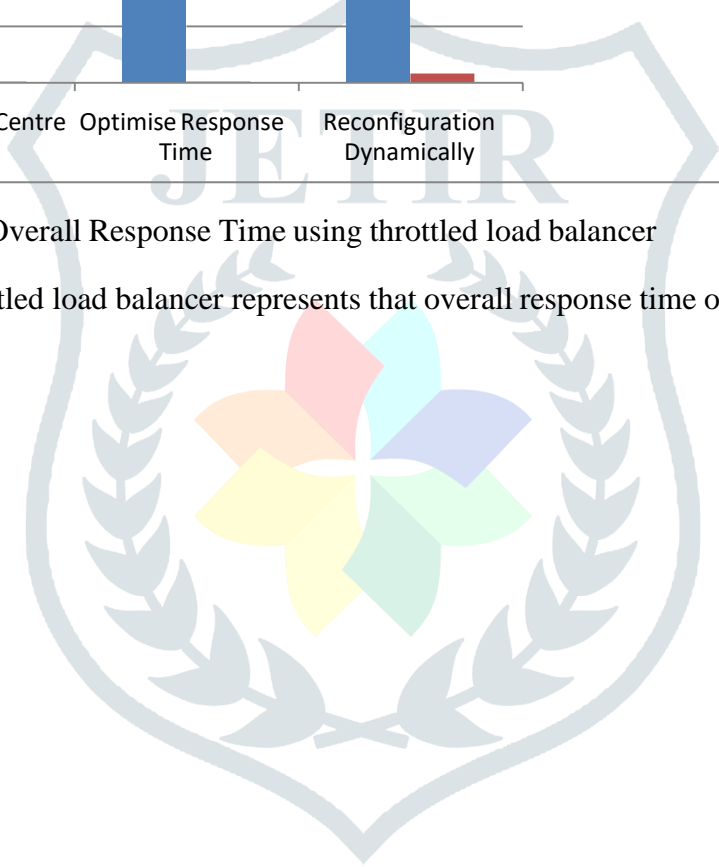 Centre Optimise Response Time Reconfiguration Dynamically
JETIR
Overall Response Time using throttled load balancer
tled load balancer represents that overall response time o